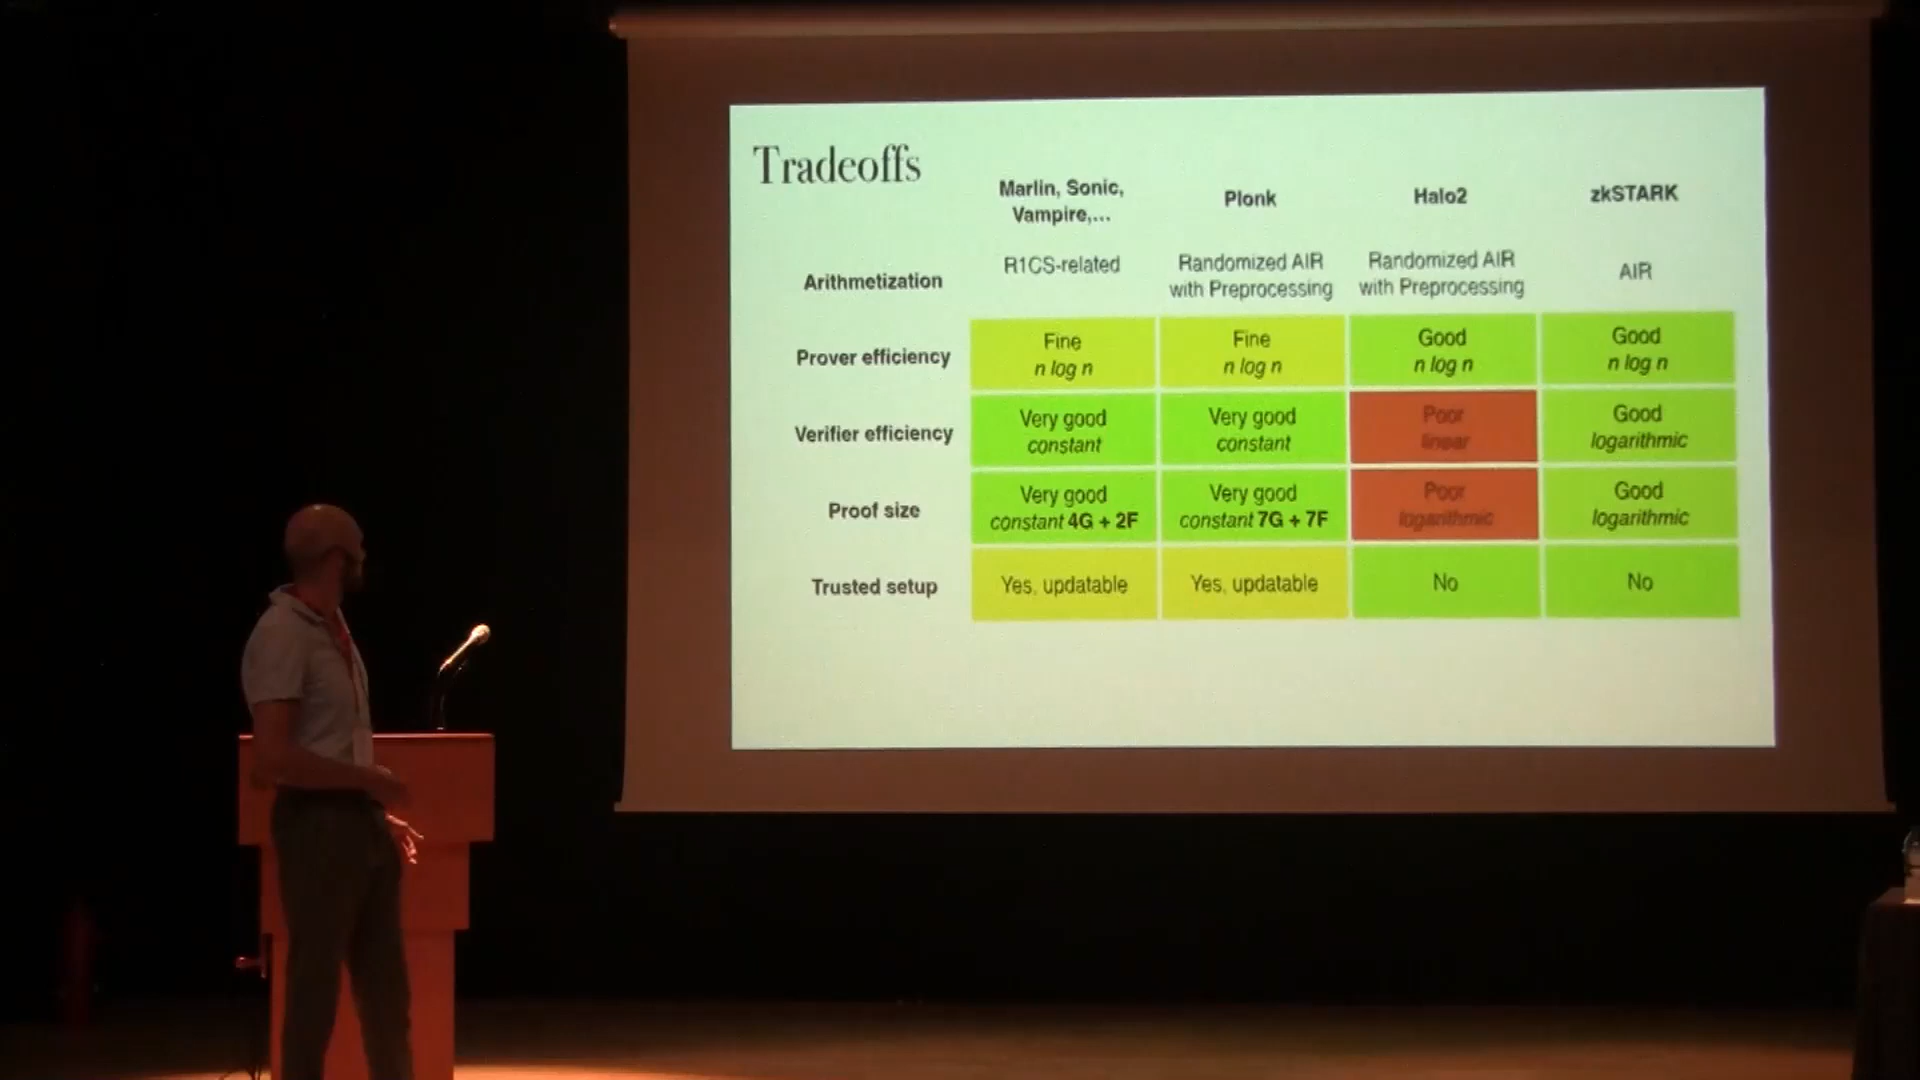 Tradeoffs
Marlin, Sonic,
Vampire,...
Plonk
Halo2
zkSTARK
Arithmetization
R1CS-related
Randomized AIR
with Preprocessing
Randomized AIR
with Preprocessing
AIR
Prover efficiency
Fine
n log n
Fine
n log n
Good
n log n
Good
n log n
Verifier efficiency
Very good
constant
Very good
constant
Poor
linear
Good
logarithmic
Proof size
Very good
constant 4G + 2F
Very good
constant 7G + 7F
Poor
logarithmic
Good
logarithmic
Trusted setup
Yes, updatable
Yes, updatable
No
No